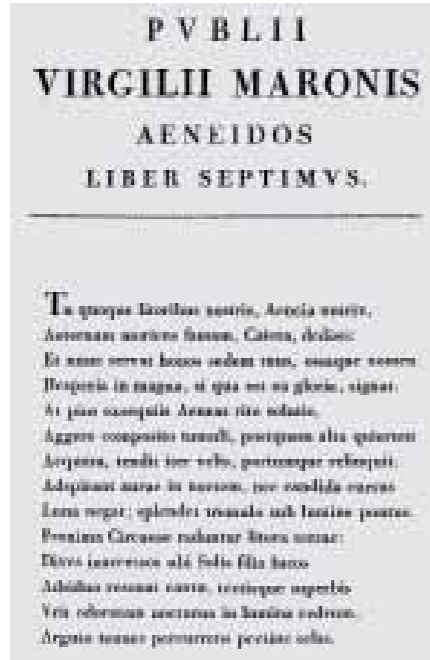 PVBLII
VIRGILII MARONIS
AENEIDOS
LIBER SEPTIMVS.
Tu quoque litoribus nostris, Aeneia nutrix,
Aeternam moriens famam, Caieta, dedisti:
Et nunc servat honos sedem tuus, ossaque nomen
Hesperia in magna, si qua est ea gloria, signat.
At pius exsequiis Aeneas rite solutis,
Aggere composito tumuli, postquam alta quierunt
Aequora, tendit iter velis, portumque relinquit.
Adspirant aurae in noctem, nec candida cursus
Luna negat; splendet tremulo sub lumine pontus.
Proxima Circaeae raduntur litora terrae:
Dives inaccessos Solis filia lucos
Adsiduo resonat cantu, tectisque superbis
Vrit odoratam nocturna in lumina cedrum,
Arguto tenues percurrens pectine telas.